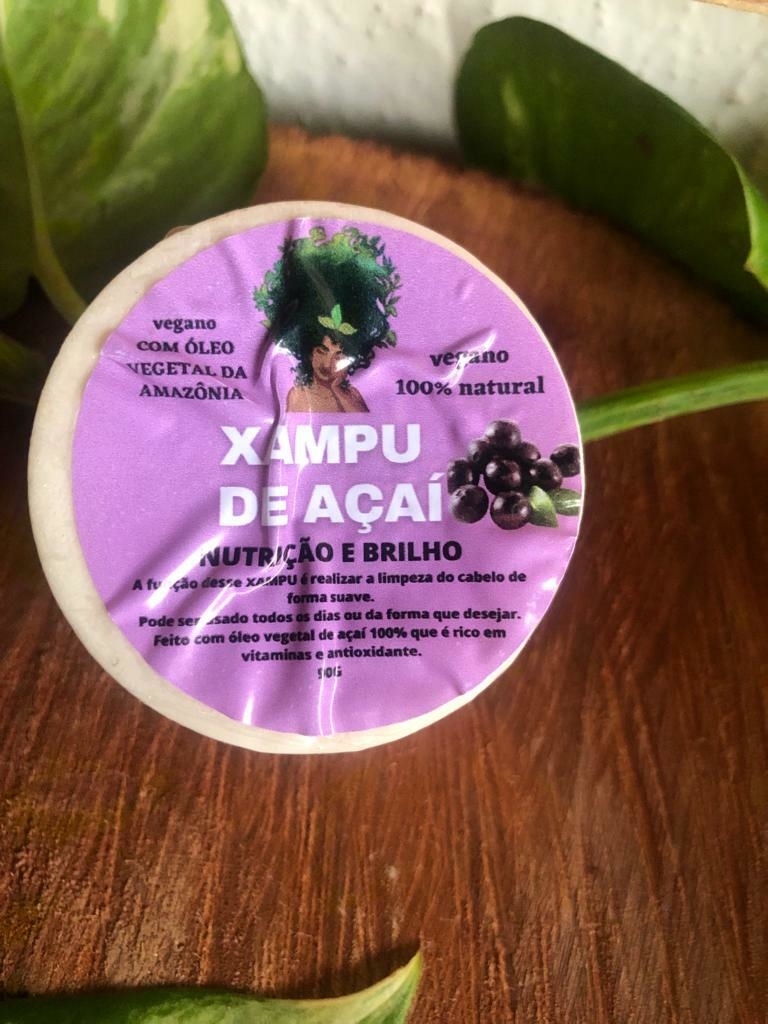 vegano
COM ÓLEO
VEGETAL DA
AMAZÔNIA
vegano
100% natural
XAMPU
DE AÇAÍ
NUTRIÇÃO E BRILHO
A função desse XAMPU é realizar a limpeza do cabelo de
forma suave.
Pode ser usado todos os dias ou da forma que desejar.
Feito com óleo vegetal de açaí 100% que é rico em
vitaminas e antioxidante.
90G